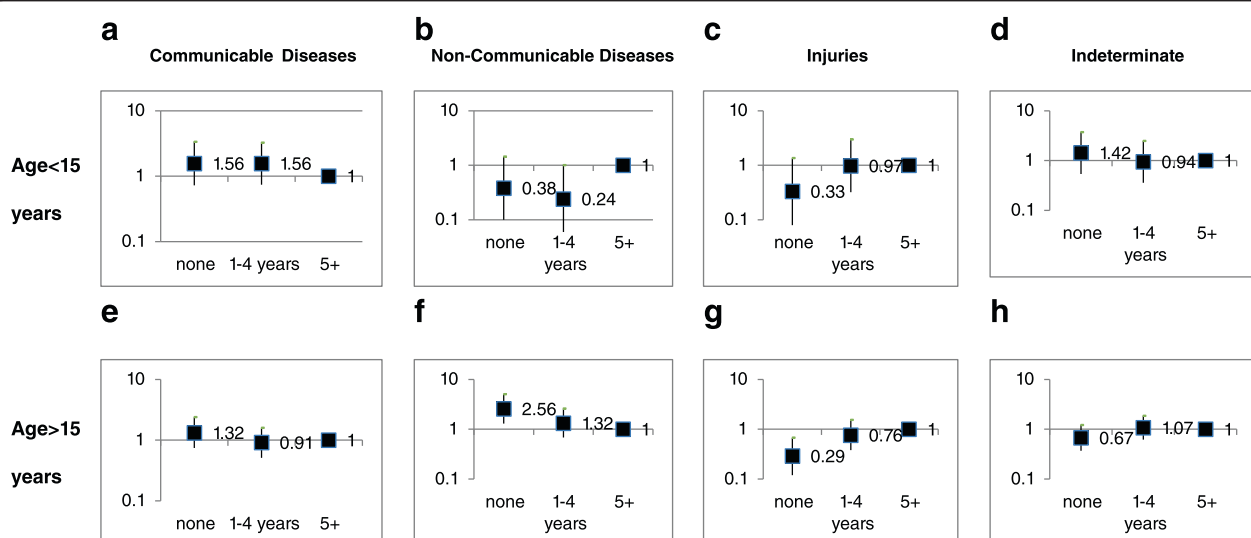 a b c d
Communicable Diseases Non-Communicable Diseases Injuries Indeterminate
Age<15
years
10
1
0.1
1.56 1.56 1
none 1-4 years 5+
10
1
0.1
0.38 0.24 1
none 1-4 5+
years
10
1
0.1
0.33 0.97 1
none 1-4 5+
years
10
1
0.1
1.42 0.94 1
none 1-4 5+
years
e f g h
Age>15
years
10
1
0.1
1.32 0.91 1
none 1-4 years 5+
10
1
0.1
2.56 1.32 1
none 1-4 5+
years
10
1
0.1
0.29 0.76 1
none 1-4 5+
years
10
1
0.1
0.67 1.07 1
none 1-4 5+
years